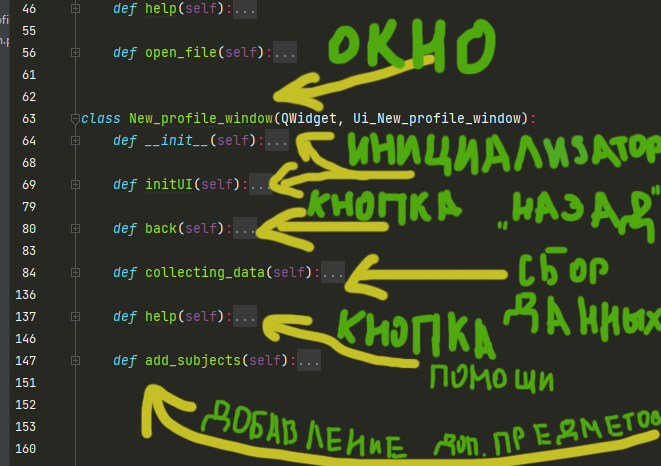 46 def help(self):...
55
56 def open_file(self):...
61
62
63 class New_profile_window(QWidget, Ui_New_profile_window):
64 def __init__(self):...
68
69 def initUI(self):...
79
80 def back(self):...
83
84 def collecting_data(self):...
136
137 def help(self):...
146
147 def add_subjects(self):...
151
152
153
160
ОКНО
ИНИЦИАЛИЗАТОР
КНОПКА „НАЗАД"
СБОР
ДАННЫХ
КНОПКА
ПОМОЩИ
ДОБАВЛЕНИЕ ДОП. ПРЕДМЕТОВ